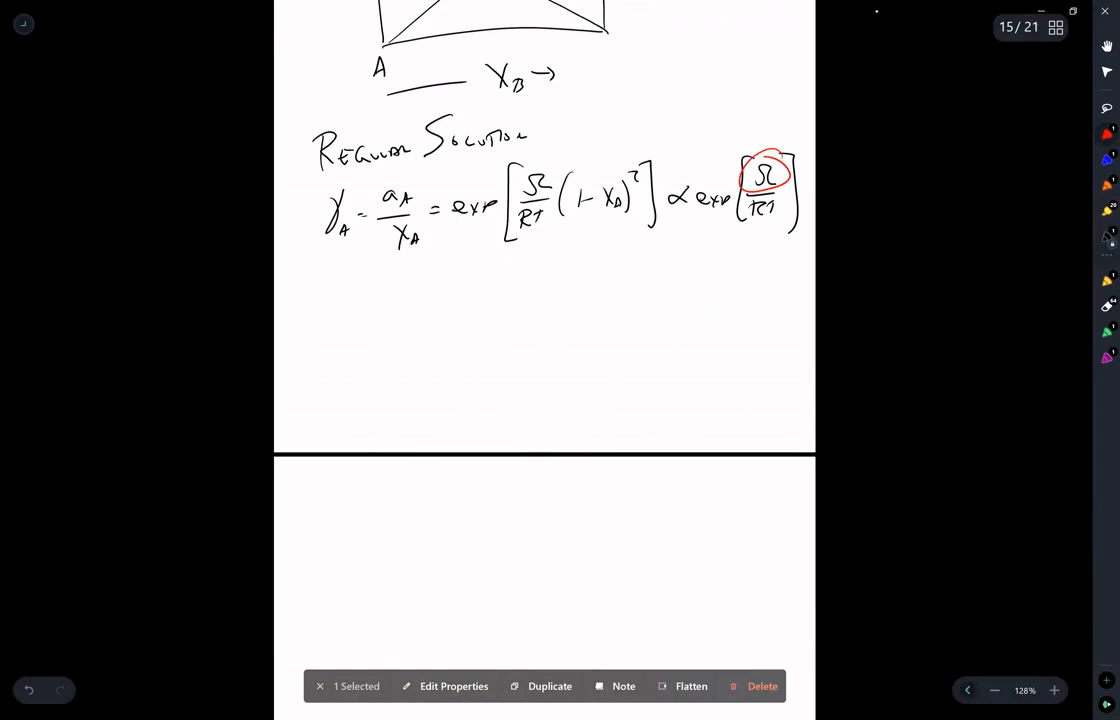 15 / 21
A
X_B →
REGULAR SOLUTION
γ_A = a_A / X_A = exp [ Ω / RT (1 - X_A)^2 ] ∝ exp [ Ω / RT ]
1 Selected
Edit Properties
Duplicate
Note
Flatten
Delete
128%